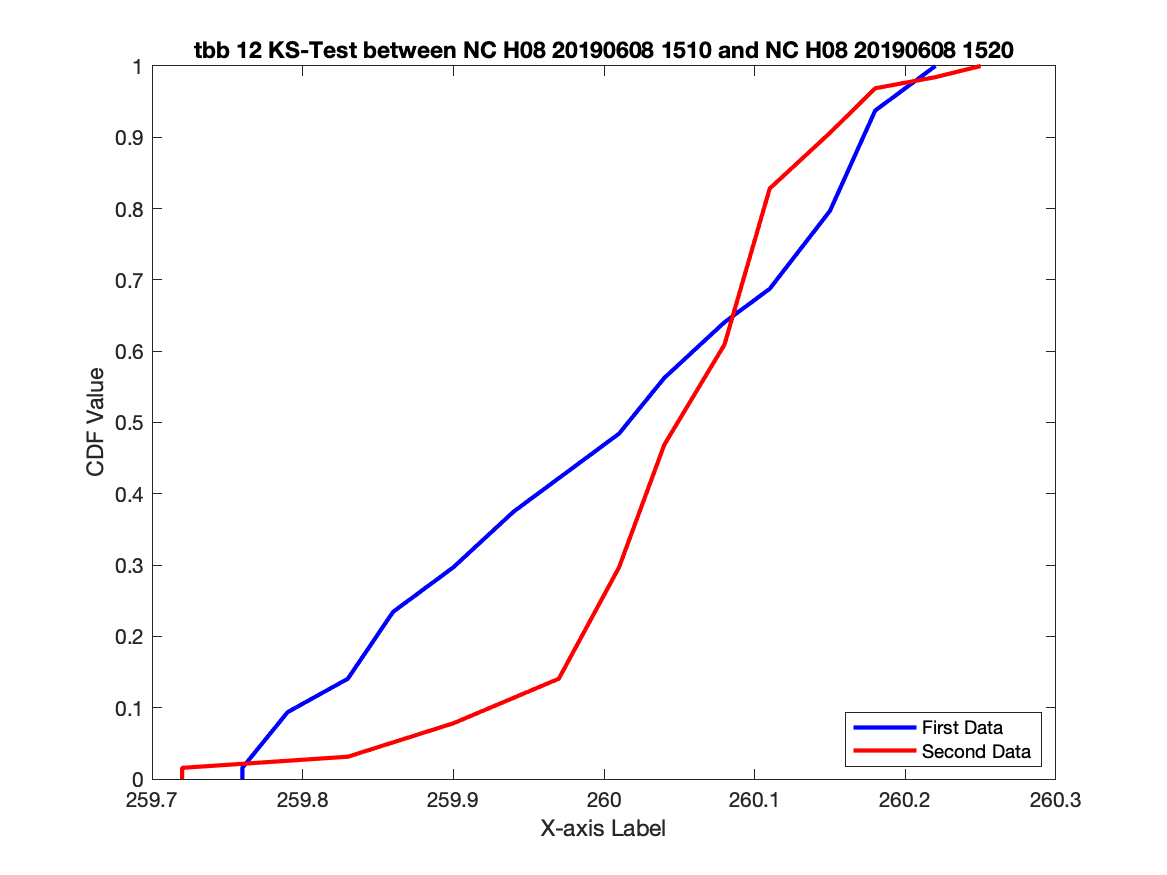 tbb 12 KS-Test between NC H08 20190608 1510 and NC H08 20190608 1520
1
0.9
0.8
0.7
0.6
0.5
0.4
0.3
0.2
0.1
0
CDF Value
First Data
Second Data
259.7 259.8 259.9 260 260.1 260.2 260.3
X-axis Label